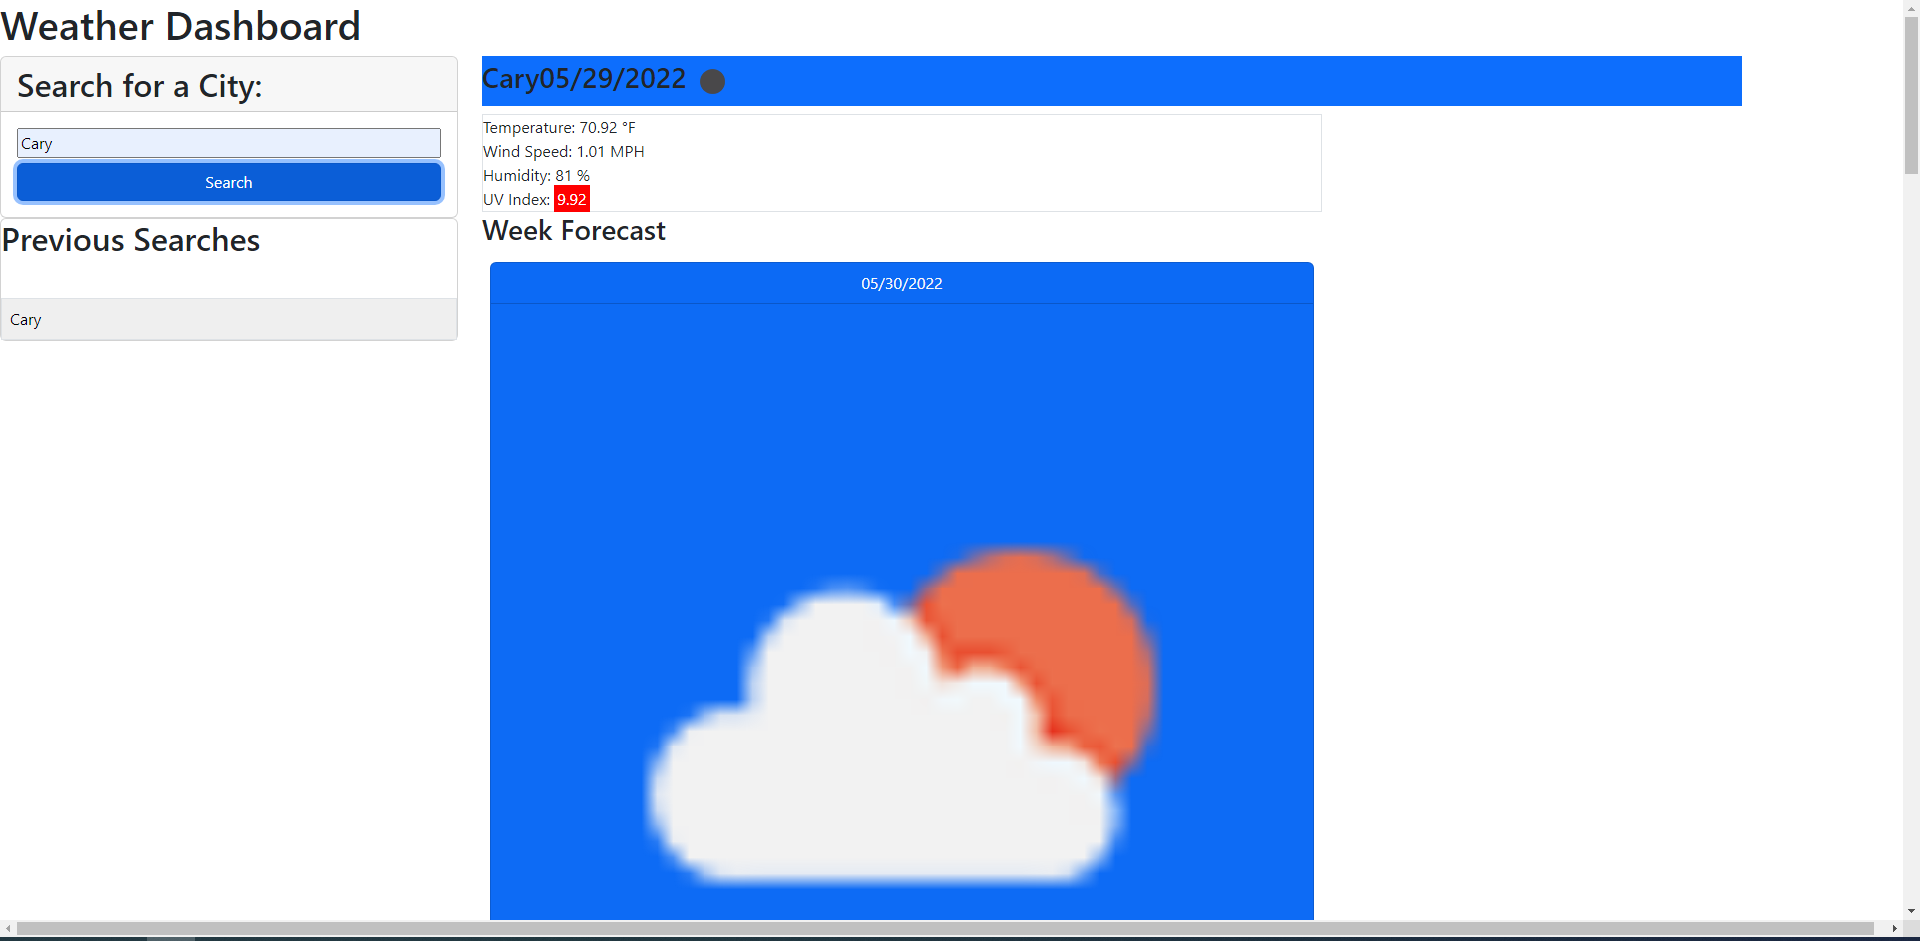 Weather Dashboard
Search for a City:
Cary
Search
Previous Searches
Cary
Cary05/29/2022
Temperature: 70.92 °F
Wind Speed: 1.01 MPH
Humidity: 81 %
UV Index: 9.92
Week Forecast
05/30/2022